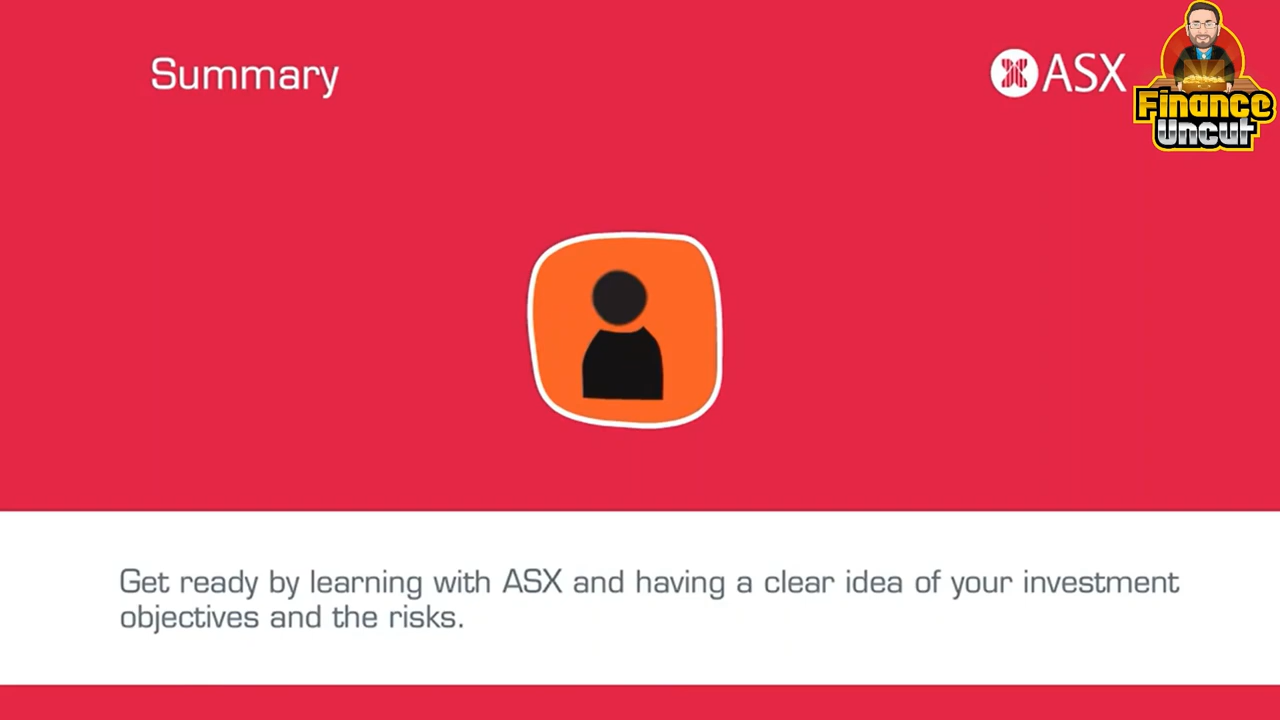 Summary
ASX
Finance
Uncut
Get ready by learning with ASX and having a clear idea of your investment
objectives and the risks.